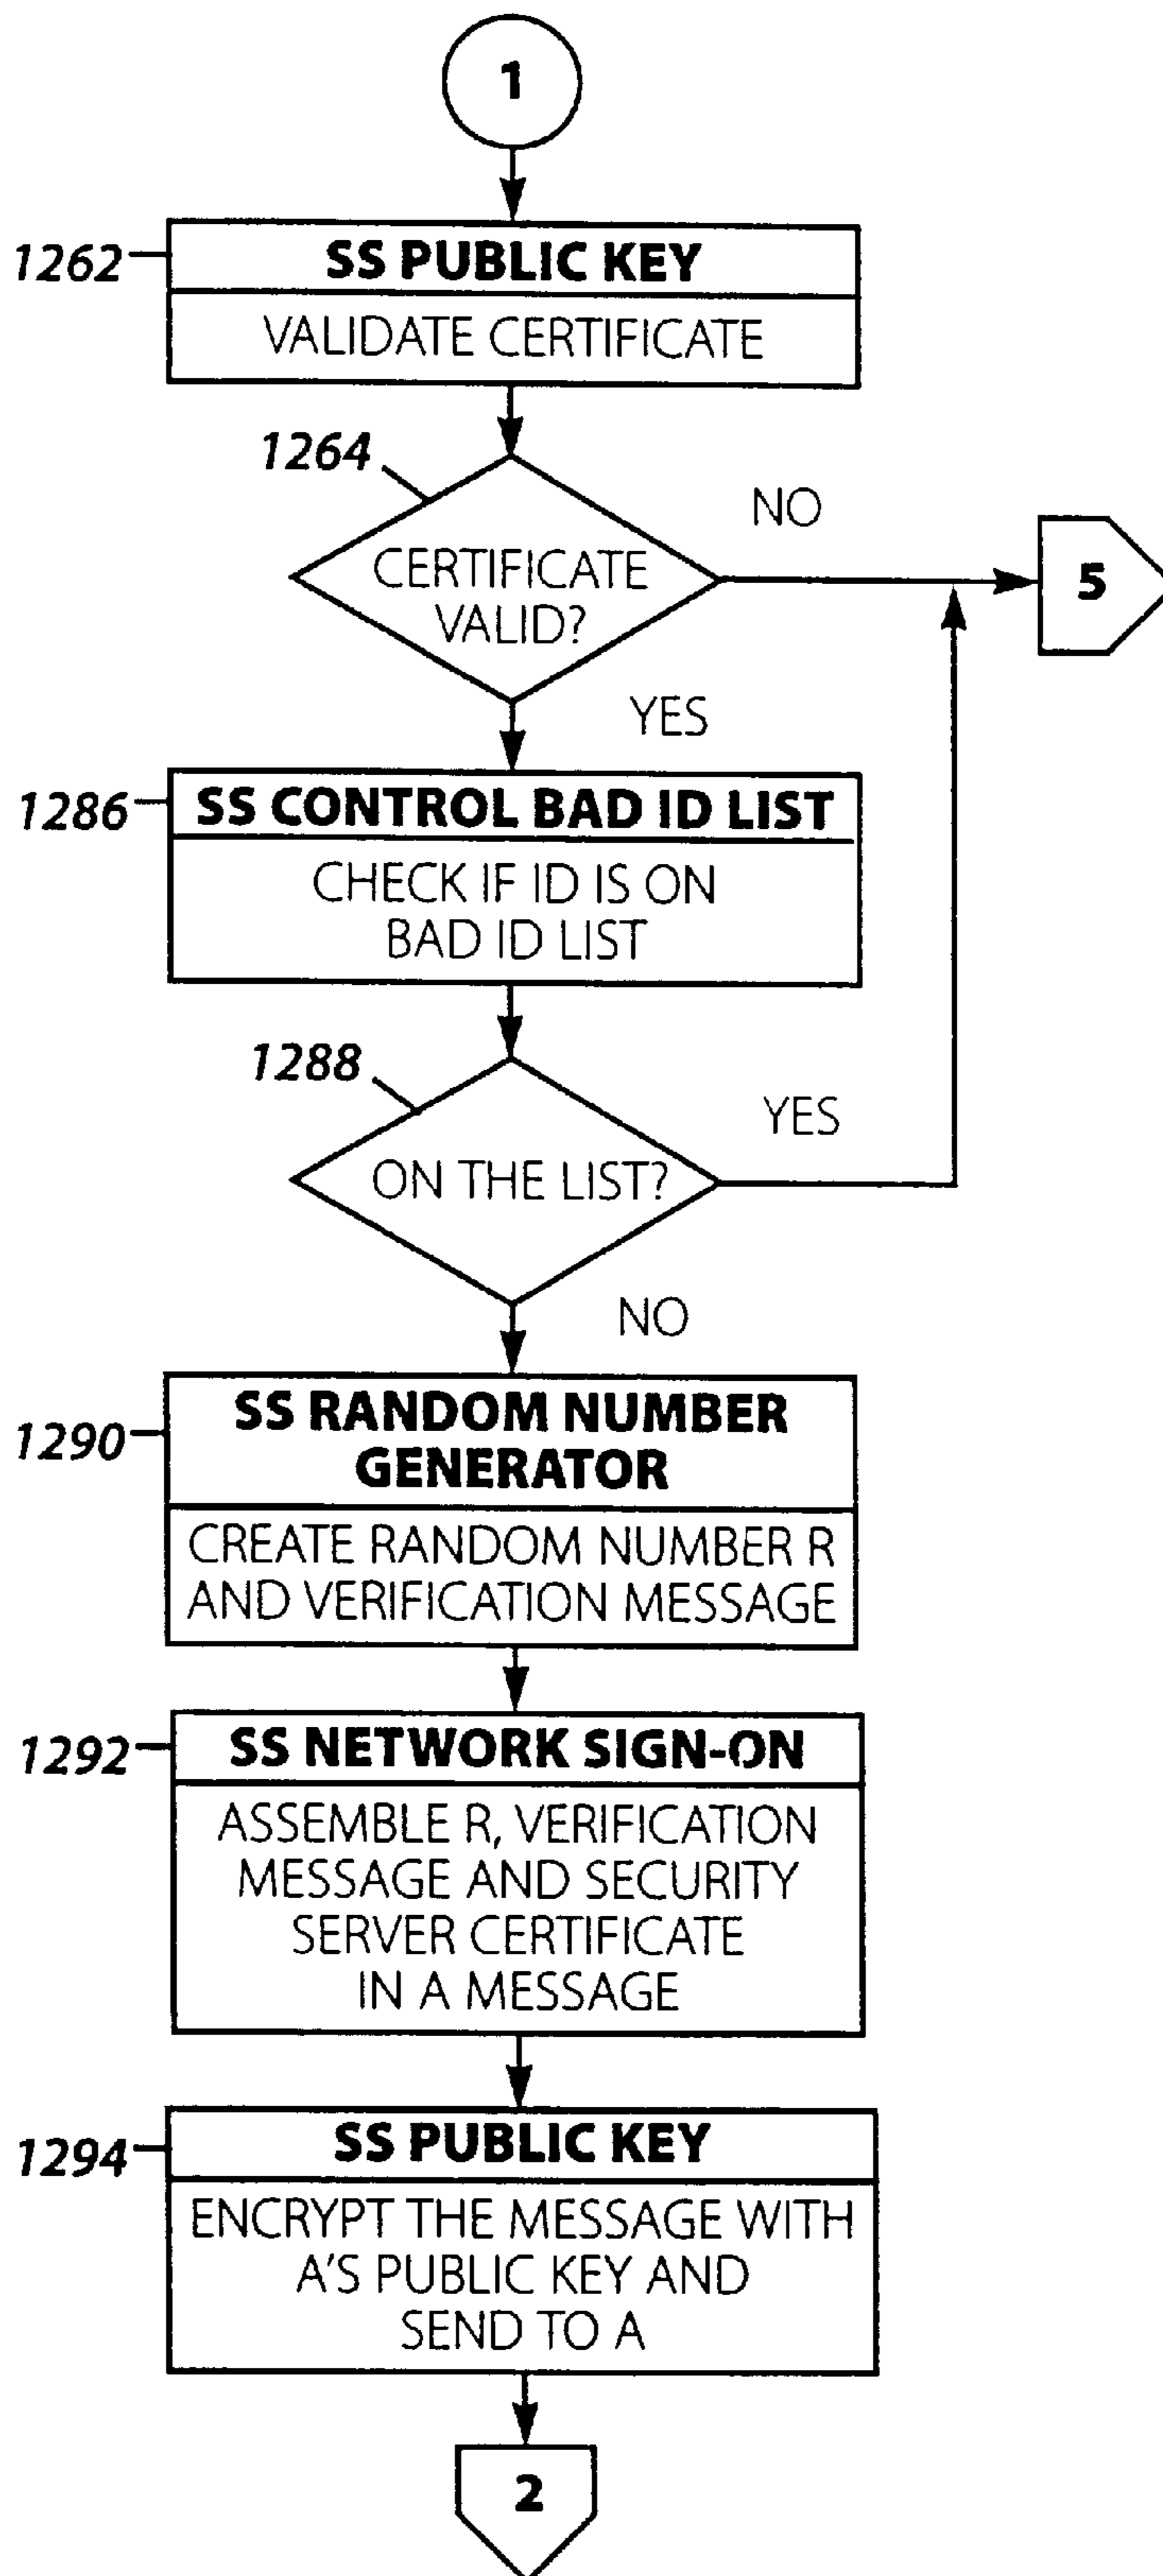 1
1262
SS PUBLIC KEY
VALIDATE CERTIFICATE
1264
CERTIFICATE
VALID?
NO
5
YES
1286
SS CONTROL BAD ID LIST
CHECK IF ID IS ON
BAD ID LIST
1288
ON THE LIST?
YES
NO
1290
SS RANDOM NUMBER
GENERATOR
CREATE RANDOM NUMBER R
AND VERIFICATION MESSAGE
1292
SS NETWORK SIGN-ON
ASSEMBLE R, VERIFICATION
MESSAGE AND SECURITY
SERVER CERTIFICATE
IN A MESSAGE
1294
SS PUBLIC KEY
ENCRYPT THE MESSAGE WITH
A'S PUBLIC KEY AND
SEND TO A
2